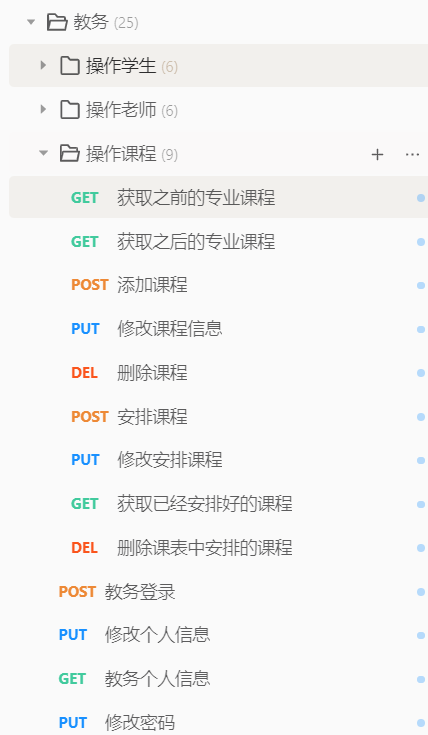 教务 (25)
操作学生 (6)
操作老师 (6)
操作课程 (9)
GET 获取之前的专业课程
GET 获取之后的专业课程
POST 添加课程
PUT 修改课程信息
DEL 删除课程
POST 安排课程
PUT 修改安排课程
GET 获取已经安排好的课程
DEL 删除课表中安排的课程
POST 教务登录
PUT 修改个人信息
GET 教务个人信息
PUT 修改密码